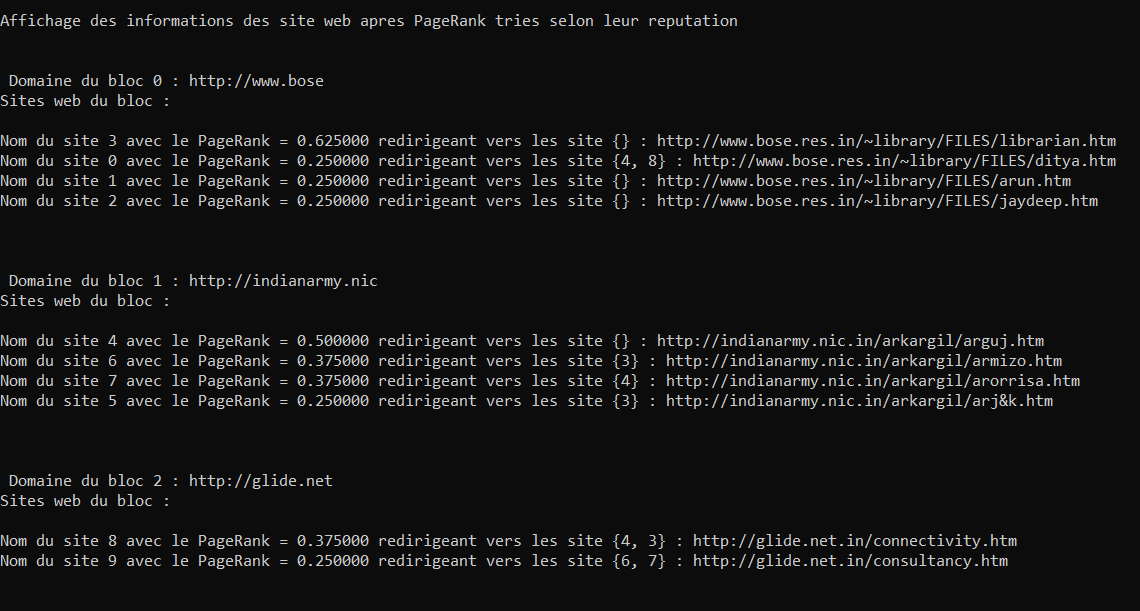 Affichage des informations des site web apres PageRank tries selon leur reputation
Domaine du bloc 0 : http://www.bose
Sites web du bloc :
Nom du site 3 avec le PageRank = 0.625000 redirigeant vers les site {} : http://www.bose.res.in/~library/FILES/librarian.htm
Nom du site 0 avec le PageRank = 0.250000 redirigeant vers les site {4, 8} : http://www.bose.res.in/~library/FILES/ditya.htm
Nom du site 1 avec le PageRank = 0.250000 redirigeant vers les site {} : http://www.bose.res.in/~library/FILES/arun.htm
Nom du site 2 avec le PageRank = 0.250000 redirigeant vers les site {} : http://www.bose.res.in/~library/FILES/jaydeep.htm
Domaine du bloc 1 : http://indianarmy.nic
Sites web du bloc :
Nom du site 4 avec le PageRank = 0.500000 redirigeant vers les site {} : http://indianarmy.nic.in/arkargil/arguj.htm
Nom du site 6 avec le PageRank = 0.375000 redirigeant vers les site {3} : http://indianarmy.nic.in/arkargil/armizo.htm
Nom du site 7 avec le PageRank = 0.375000 redirigeant vers les site {4} : http://indianarmy.nic.in/arkargil/arorrisa.htm
Nom du site 5 avec le PageRank = 0.250000 redirigeant vers les site {3} : http://indianarmy.nic.in/arkargil/arj&k.htm
Domaine du bloc 2 : http://glide.net
Sites web du bloc :
Nom du site 8 avec le PageRank = 0.375000 redirigeant vers les site {4, 3} : http://glide.net.in/connectivity.htm
Nom du site 9 avec le PageRank = 0.250000 redirigeant vers les site {6, 7} : http://glide.net.in/consultancy.htm